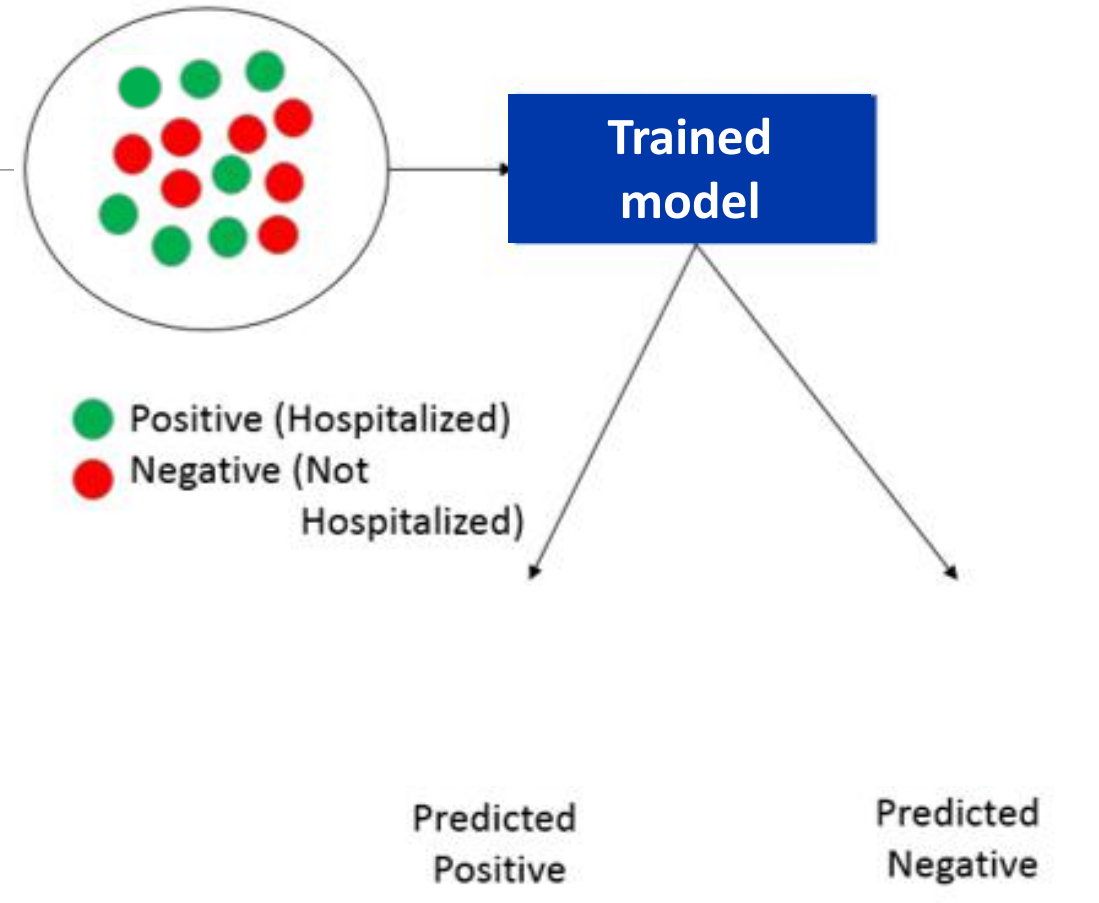 Trained
model
Positive (Hospitalized)
Negative (Not
Hospitalized)
Predicted
Positive
Predicted
Negative